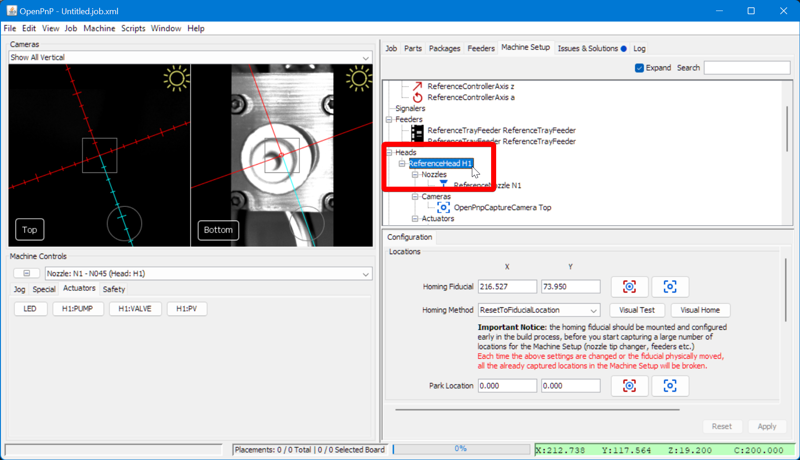 OpenPnP - Untitled.job.xml
File Edit View Job Machine Scripts Help
Cameras
Show All Vertical
Top
Bottom
Machine Controls
Nozzle: N1 - N045 (Head: H1)
Jog Special Actuators Safety
LED H1:PUMP H1:VALVE H1:PV
Job Parts Packages Feeders Machine Setup Issues & Solutions Log
Expand Search
ReferenceControllerAxis z
ReferenceControllerAxis a
Signalers
Feeders
ReferenceTrayFeeder ReferenceTrayFeeder
ReferenceTrayFeeder ReferenceTrayFeeder
Heads
ReferenceHead H1
Nozzles
ReferenceNozzle N1
Cameras
OpenPnpCaptureCamera Top
Actuators
Configuration
Locations
X Y
Homing Fiducial 216.527 73.950
Homing Method ResetToFiducialLocation Visual Test Visual Home
Important Notice: the homing fiducial should be mounted and configured
early in the build process, before you start capturing a large number of
locations for the Machine Setup (nozzle tip changer, feeders etc.)
Each time the above settings are changed or the fiducial physically moved,
all the already captured locations in the Machine Setup will be broken.
Park Location 0.000 0.000
Reset Apply
Placements: 0 / 0 Total | 0 / 0 Selected Board 0% X:212.738 Y:117.564 Z:19.200 C:200.000